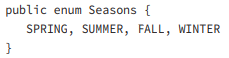 public enum Seasons {
   SPRING, SUMMER, FALL, WINTER
}